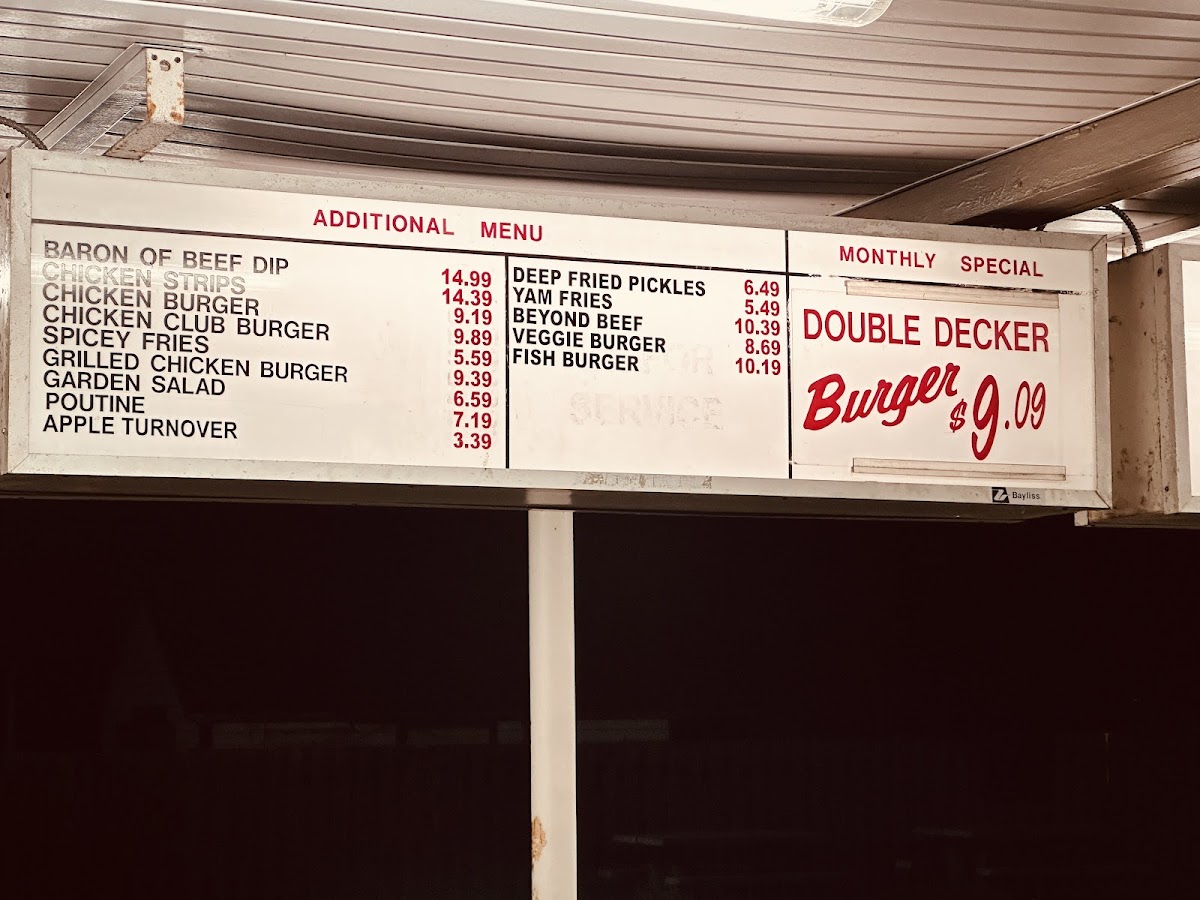 ADDITIONAL MENU
BARON OF BEEF DIP 14.99
CHICKEN STRIPS 14.39
CHICKEN BURGER 9.19
CHICKEN CLUB BURGER 9.89
SPICEY FRIES 5.59
GRILLED CHICKEN BURGER 9.39
GARDEN SALAD 6.59
POUTINE 7.19
APPLE TURNOVER 3.39
DEEP FRIED PICKLES 6.49
YAM FRIES 5.49
BEYOND BEEF 10.39
VEGGIE BURGER 8.69
FISH BURGER 10.19
SERVICE
MONTHLY SPECIAL
DOUBLE DECKER
Burger $9.09
Bayliss